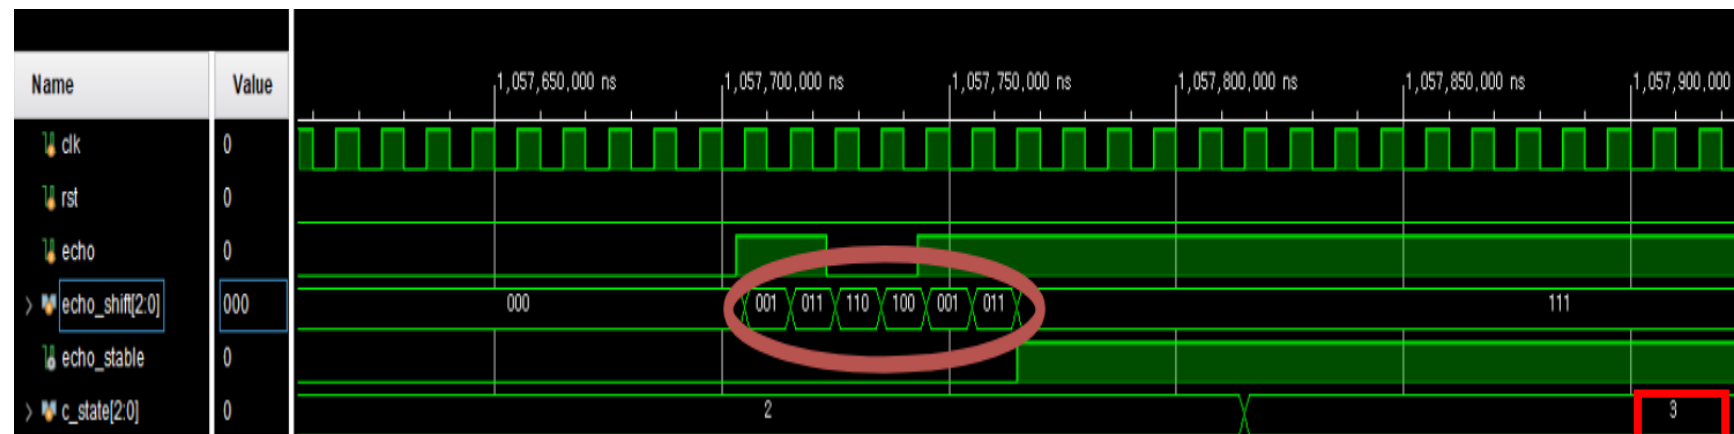 1,057,650,000 ns 1,057,700,000 ns 1,057,750,000 ns 1,057,800,000 ns 1,057,850,000 ns 1,057,900,000
Name Value
clk 0
rst 0
echo 0
echo_shift[2:0] 000 000 001 011 110 100 001 011 111
echo_stable 0
c_state[2:0] 0 2 3